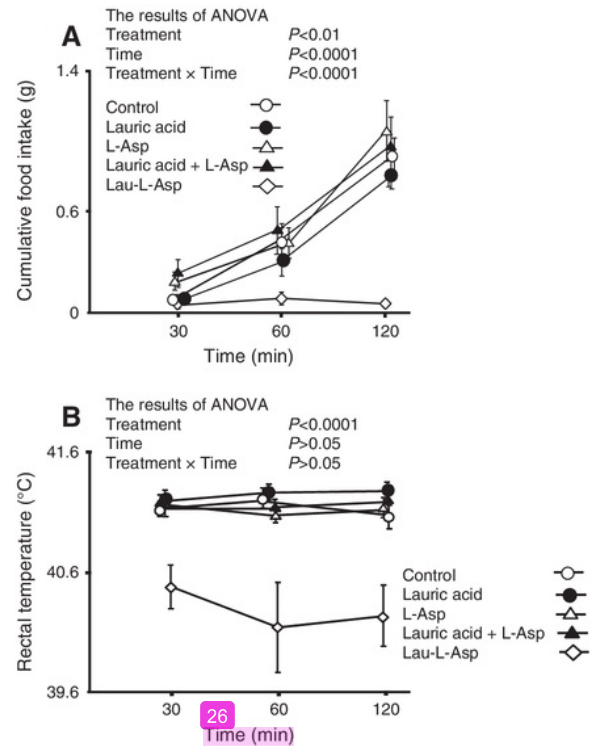 A
The results of ANOVA
Treatment P<0.01
Time P<0.0001
Treatment × Time P<0.0001
1.4
0.6
0
Cumulative food intake (g)
Control
Lauric acid
L-Asp
Lauric acid + L-Asp
Lau-L-Asp
30 60 120
Time (min)
B
The results of ANOVA
Treatment P<0.0001
Time P>0.05
Treatment × Time P>0.05
41.6
40.6
39.6
Rectal temperature (°C)
Control
Lauric acid
L-Asp
Lauric acid + L-Asp
Lau-L-Asp
30 60 120
26
Time (min)